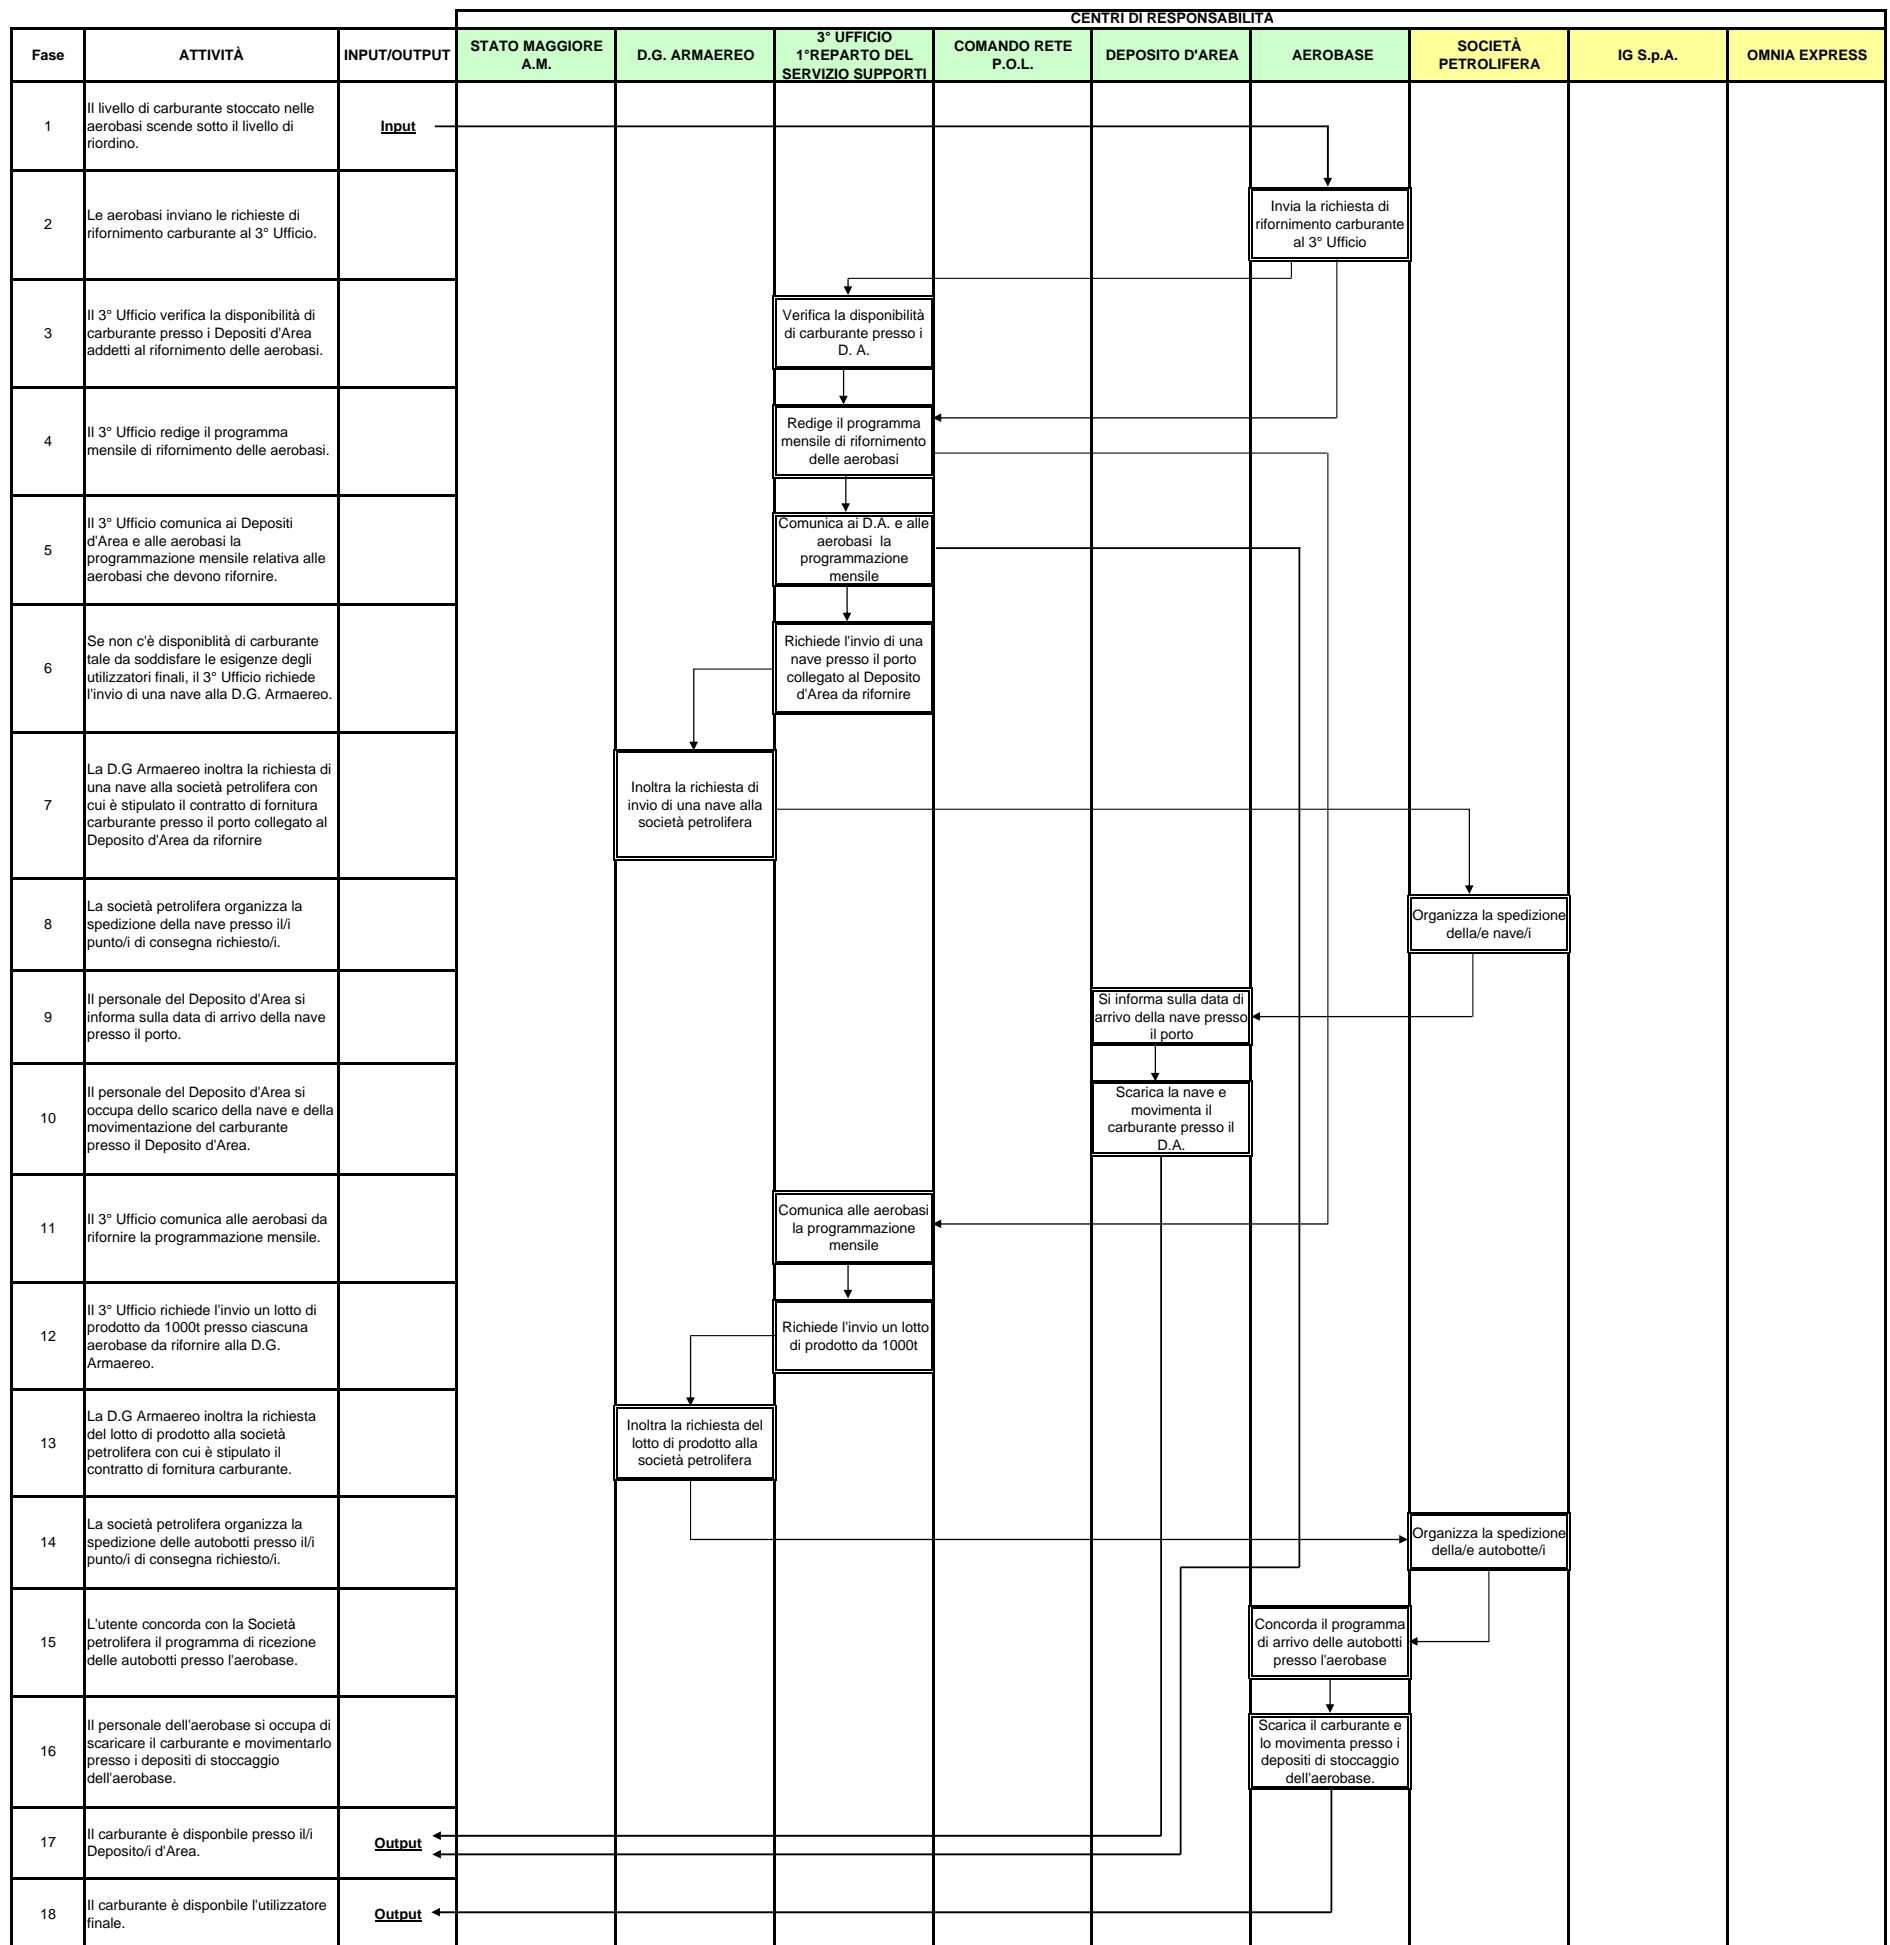 CENTRI DI RESPONSABILITÀ
Fase
ATTIVITÀ
INPUT/OUTPUT
STATO MAGGIORE
A.M.
D.G. ARMAEREO
3° UFFICIO
1°REPARTO DEL
SERVIZIO SUPPORTI
COMANDO RETE
P.O.L.
DEPOSITO D'AREA
AEROBASE
SOCIETÀ
PETROLIFERA
IG S.p.A.
OMNIA EXPRESS
1
Il livello di carburante stoccato nelle
aerobasi scende sotto il livello di
riordino.
Input
2
Le aerobasi inviano le richieste di
rifornimento carburante al 3° Ufficio.
Invia la richiesta di
rifornimento carburante
al 3° Ufficio
3
Il 3° Ufficio verifica la disponibilità di
carburante presso i Depositi d'Area
addetti al rifornimento delle aerobasi.
Verifica la disponibilità
di carburante presso i
D. A.
4
Il 3° Ufficio redige il programma
mensile di rifornimento delle aerobasi.
Redige il programma
mensile di rifornimento
delle aerobasi
5
Il 3° Ufficio comunica ai Depositi
d'Area e alle aerobasi la
programmazione mensile relativa alle
aerobasi che devono rifornire.
Comunica ai D.A. e alle
aerobasi la
programmazione
mensile
6
Se non c'è disponiblità di carburante
tale da soddisfare le esigenze degli
utilizzatori finali, il 3° Ufficio richiede
l'invio di una nave alla D.G. Armaereo.
Richiede l'invio di una
nave presso il porto
collegato al Deposito
d'Area da rifornire
7
La D.G Armaereo inoltra la richiesta di
una nave alla società petrolifera con
cui è stipulato il contratto di fornitura
carburante presso il porto collegato al
Deposito d'Area da rifornire
Inoltra la richiesta di
invio di una nave alla
società petrolifera
8
La società petrolifera organizza la
spedizione della nave presso il/i
punto/i di consegna richiesto/i.
Organizza la spedizione
della/e nave/i
9
Il personale del Deposito d'Area si
informa sulla data di arrivo della nave
presso il porto.
Si informa sulla data di
arrivo della nave presso
il porto
10
Il personale del Deposito d'Area si
occupa dello scarico della nave e della
movimentazione del carburante
presso il Deposito d'Area.
Scarica la nave e
movimenta il
carburante presso il
D.A.
11
Il 3° Ufficio comunica alle aerobasi da
rifornire la programmazione mensile.
Comunica alle aerobasi
la programmazione
mensile
12
Il 3° Ufficio richiede l'invio un lotto di
prodotto da 1000t presso ciascuna
aerobase da rifornire alla D.G.
Armaereo.
Richiede l'invio un lotto
di prodotto da 1000t
13
La D.G Armaereo inoltra la richiesta
del lotto di prodotto alla società
petrolifera con cui è stipulato il
contratto di fornitura carburante.
Inoltra la richiesta del
lotto di prodotto alla
società petrolifera
14
La società petrolifera organizza la
spedizione delle autobotti presso il/i
punto/i di consegna richiesto/i.
Organizza la spedizione
della/e autobotte/i
15
L'utente concorda con la Società
petrolifera il programma di ricezione
delle autobotti presso l'aerobase.
Concorda il programma
di arrivo delle autobotti
presso l'aerobase
16
Il personale dell'aerobase si occupa di
scaricare il carburante e movimentarlo
presso i depositi di stoccaggio
dell'aerobase.
Scarica il carburante e
lo movimenta presso i
depositi di stoccaggio
dell'aerobase.
17
Il carburante è disponbile presso il/i
Deposito/i d'Area.
Output
18
Il carburante è disponbile l'utilizzatore
finale.
Output